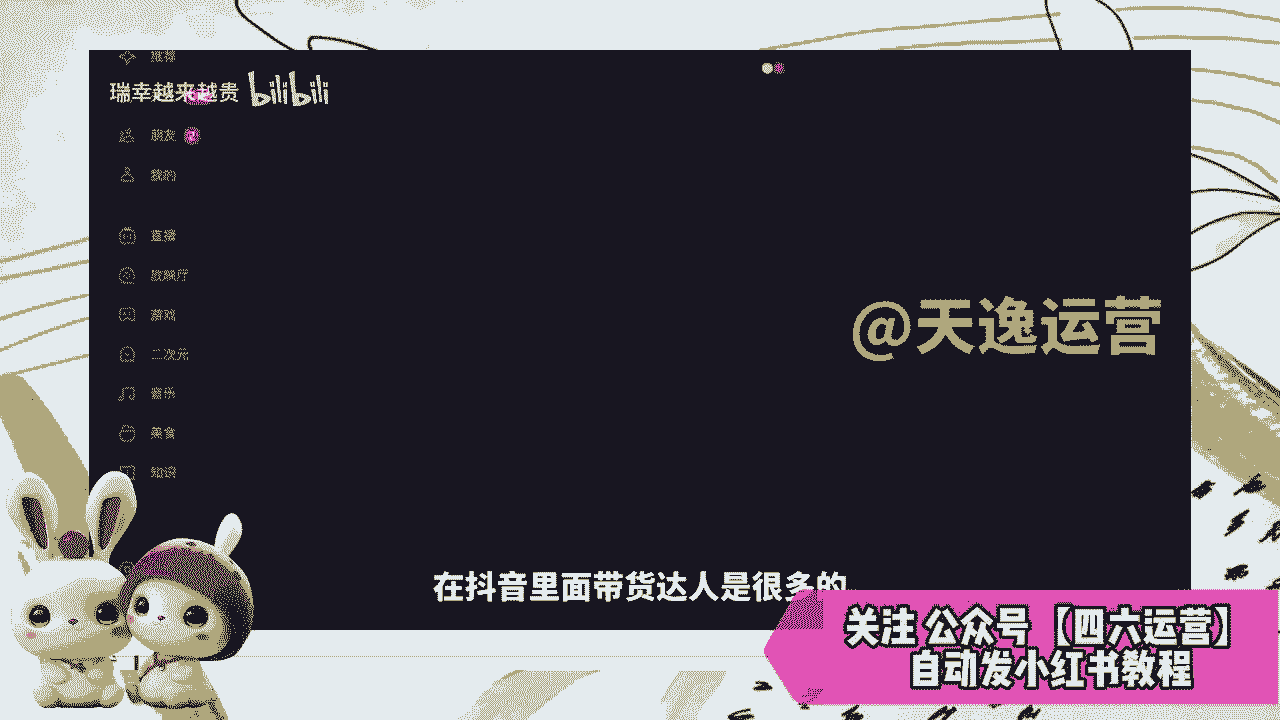 推荐
瑞幸越来越贵 bilibili
朋友 2
我的
直播
放映厅
游戏
二次元
音乐
美食
知识
@天逸运营
在抖音里面带货达人是很多的
关注 公众号 【四六运营】
自动发小红书教程